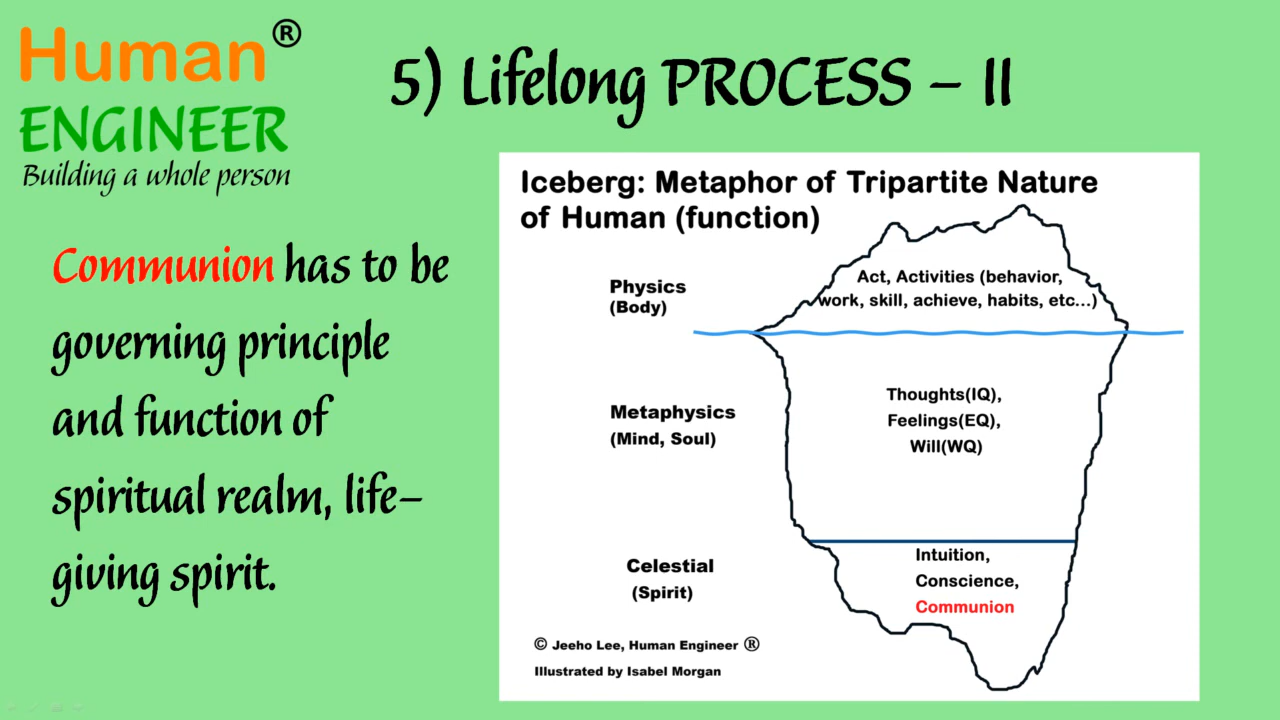 Human®
ENGINEER
Building a whole person
5) Lifelong PROCESS – II
Communion has to be
governing principle
and function of
spiritual realm, life–
giving spirit.
Iceberg: Metaphor of Tripartite Nature
of Human (function)
Physics
(Body)
Act, Activities (behavior,
work, skill, achieve, habits, etc...)
Metaphysics
(Mind, Soul)
Thoughts(IQ),
Feelings(EQ),
Will(WQ)
Celestial
(Spirit)
Intuition,
Conscience,
Communion
© Jeeho Lee, Human Engineer ®
Illustrated by Isabel Morgan